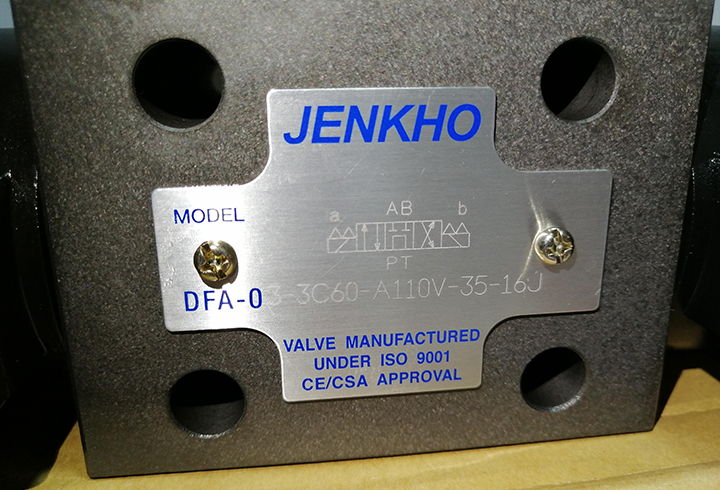 JENKHO
MODEL
a AB b
PT
DFA-03-3C60-A110V-35-16J
VALVE MANUFACTURED
UNDER ISO 9001
CE/CSA APPROVAL